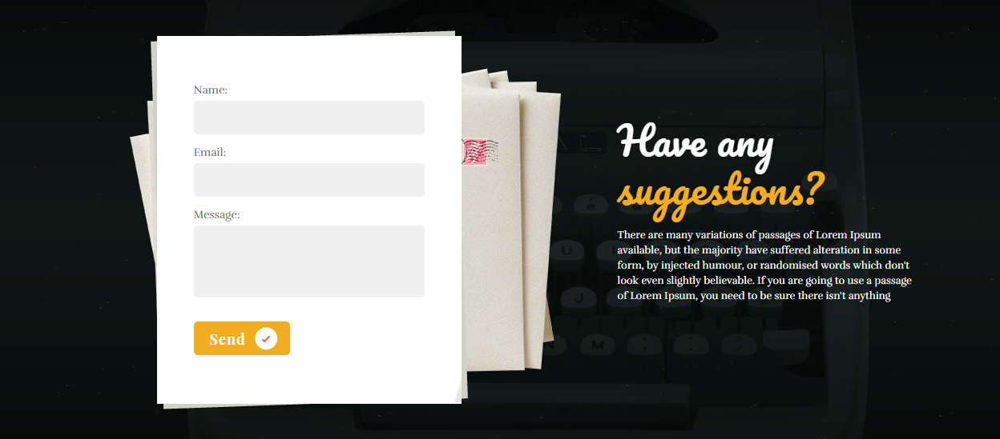 Name:
Email:
Message:
Send
Have any
suggestions?
There are many variations of passages of Lorem Ipsum
available, but the majority have suffered alteration in some
form, by injected humour, or randomised words which don't
look even slightly believable. If you are going to use a passage
of Lorem Ipsum, you need to be sure there isn't anything